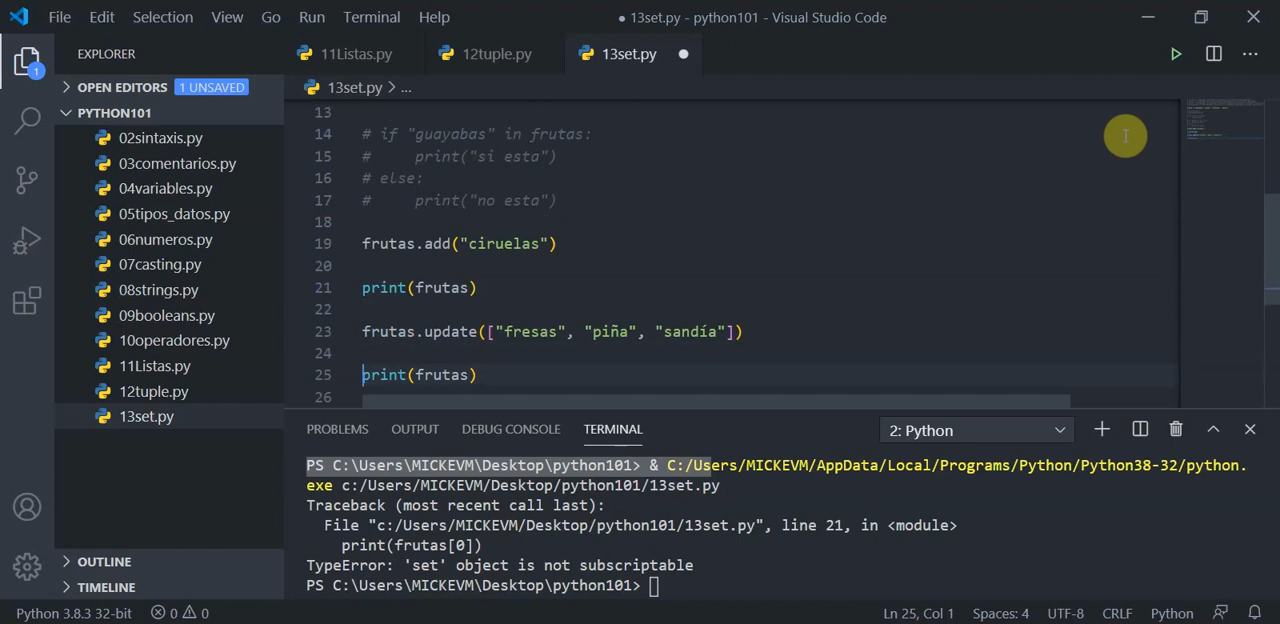 File Edit Selection View Go Run Terminal Help
● 13set.py - python101 - Visual Studio Code
EXPLORER
11Listas.py
12tuple.py
13set.py
OPEN EDITORS 1 UNSAVED
1
PYTHON101
02sintaxis.py
03comentarios.py
04variables.py
05tipos_datos.py
06numeros.py
07casting.py
08strings.py
09booleans.py
10operadores.py
11Listas.py
12tuple.py
13set.py
OUTLINE
TIMELINE
13set.py > ...
13
14 # if "guayabas" in frutas:
15 #     print("si esta")
16 # else:
17 #     print("no esta")
18
19 frutas.add("ciruelas")
20
21 print(frutas)
22
23 frutas.update(["fresas", "piña", "sandía"])
24
25 print(frutas)
26
PROBLEMS OUTPUT DEBUG CONSOLE TERMINAL
2: Python
PS C:\Users\MICKEVM\Desktop\python101> & C:/Users/MICKEVM/AppData/Local/Programs/Python/Python38-32/python.
exe c:/Users/MICKEVM/Desktop/python101/13set.py
Traceback (most recent call last):
  File "c:/Users/MICKEVM/Desktop/python101/13set.py", line 21, in <module>
    print(frutas[0])
TypeError: 'set' object is not subscriptable
PS C:\Users\MICKEVM\Desktop\python101>
Python 3.8.3 32-bit 0 0
Ln 25, Col 1 Spaces: 4 UTF-8 CRLF Python